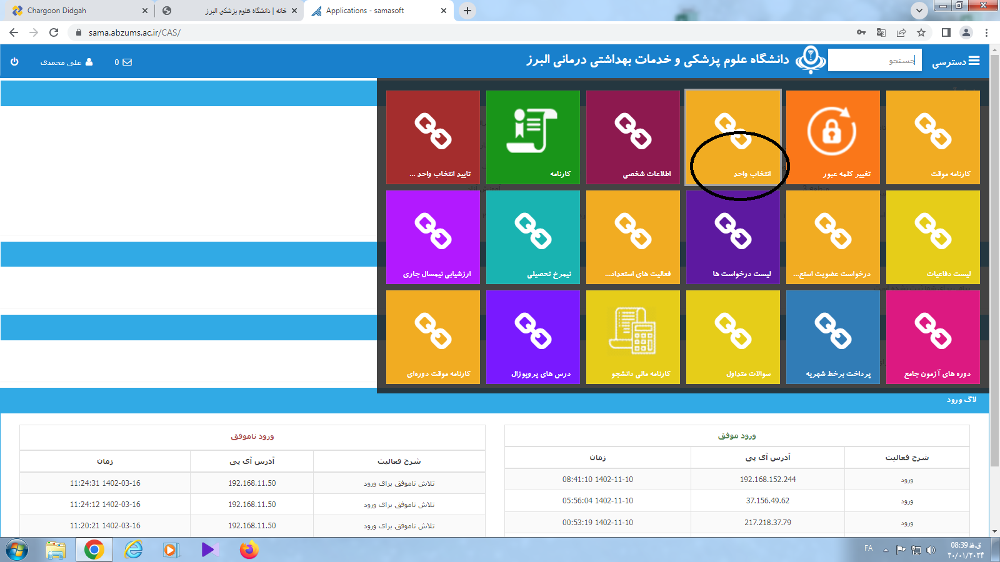 Chargoon Didgah
خانه | دانشگاه علوم پزشکی البرز
Applications - samasoft
sama.abzums.ac.ir/CAS/
دسترسی
جستجو
دانشگاه علوم پزشکی و خدمات بهداشتی درمانی البرز
0
علی محمدی
کارنامه موقت
تغییر کلمه عبور
انتخاب واحد
اطلاعات شخصی
کارنامه
تایید انتخاب واحد ...
لیست دفاعیات
درخواست عضویت استع...
لیست درخواست ها
فعالیت های استعداد...
نیمرخ تحصیلی
ارزشیابی نیمسال جاری
دوره های آزمون جامع
پرداخت برخط شهریه
سوالات متداول
کارنامه مالی دانشجو
درس های پروپوزال
کارنامه موقت دوره‌ای
لاگ ورود
ورود موفق
شرح فعالیت آدرس آی پی زمان
ورود 192.168.152.244 1402-11-10 08:41:10
ورود 37.156.49.62 1402-11-10 05:56:04
ورود 217.218.37.79 1402-11-10 00:53:19
ورود ناموفق
شرح فعالیت آدرس آی پی زمان
تلاش ناموفق برای ورود 192.168.11.50 1402-03-16 11:24:31
تلاش ناموفق برای ورود 192.168.11.50 1402-03-16 11:24:12
تلاش ناموفق برای ورود 192.168.11.50 1402-03-16 11:20:21
FA
08:39 ق.ظ
۳۰/۰۱/۲۰۲۴